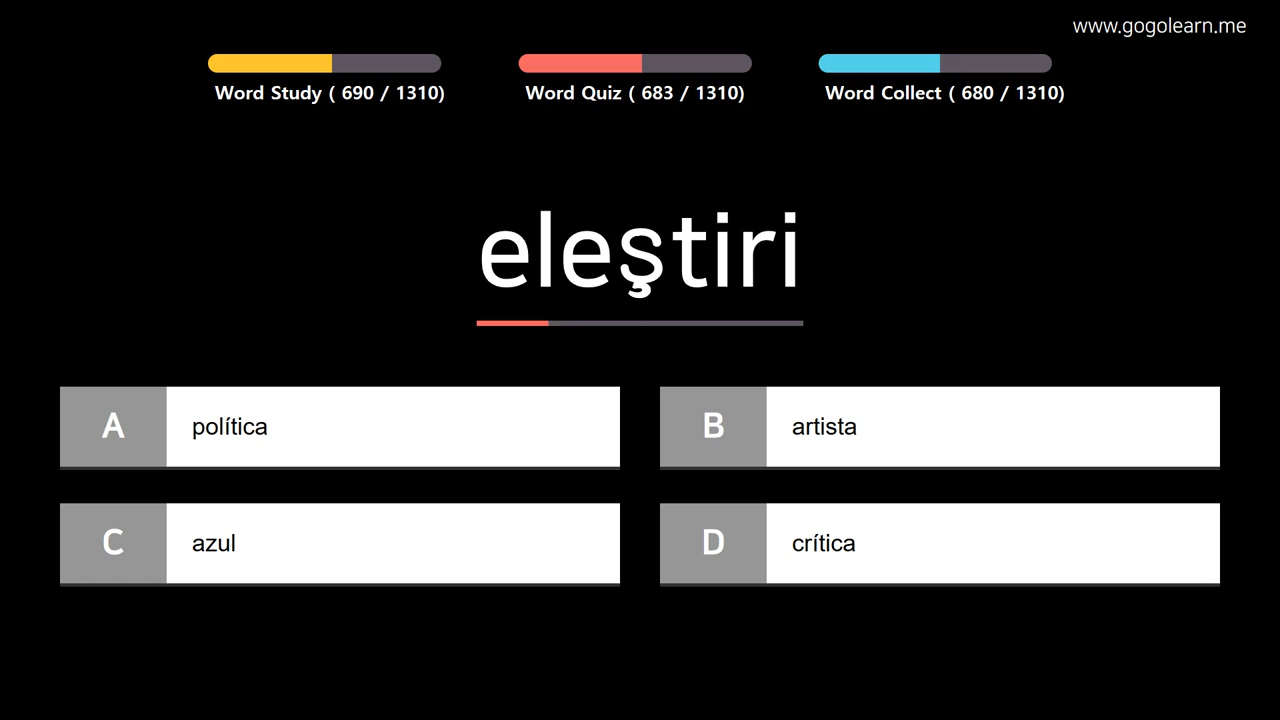 www.gogolearn.me
Word Study ( 690 / 1310)
Word Quiz ( 683 / 1310)
Word Collect ( 680 / 1310)
eleştiri
A política
B artista
C azul
D crítica